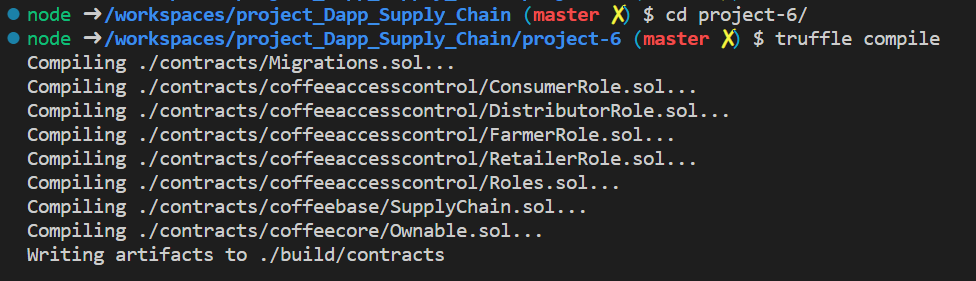 node ➜ /workspaces/project_Dapp_Supply_Chain (master ✗) $ cd project-6/
node ➜ /workspaces/project_Dapp_Supply_Chain/project-6 (master ✗) $ truffle compile
Compiling ./contracts/Migrations.sol...
Compiling ./contracts/coffeeaccesscontrol/ConsumerRole.sol...
Compiling ./contracts/coffeeaccesscontrol/DistributorRole.sol...
Compiling ./contracts/coffeeaccesscontrol/FarmerRole.sol...
Compiling ./contracts/coffeeaccesscontrol/RetailerRole.sol...
Compiling ./contracts/coffeeaccesscontrol/Roles.sol...
Compiling ./contracts/coffeebase/SupplyChain.sol...
Compiling ./contracts/coffeecore/Ownable.sol...
Writing artifacts to ./build/contracts